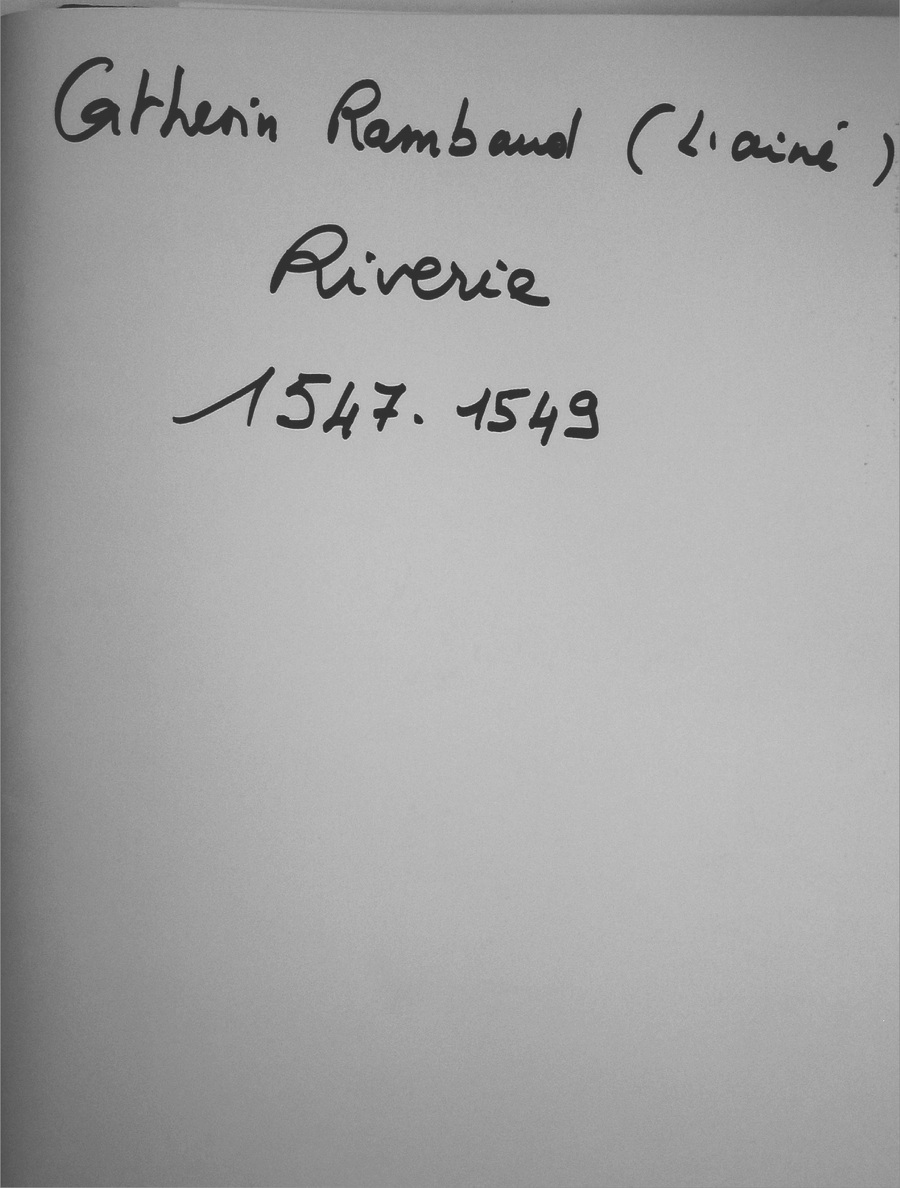 Catherin Rambaud (L'ainé)
Riverie
1547. 1549